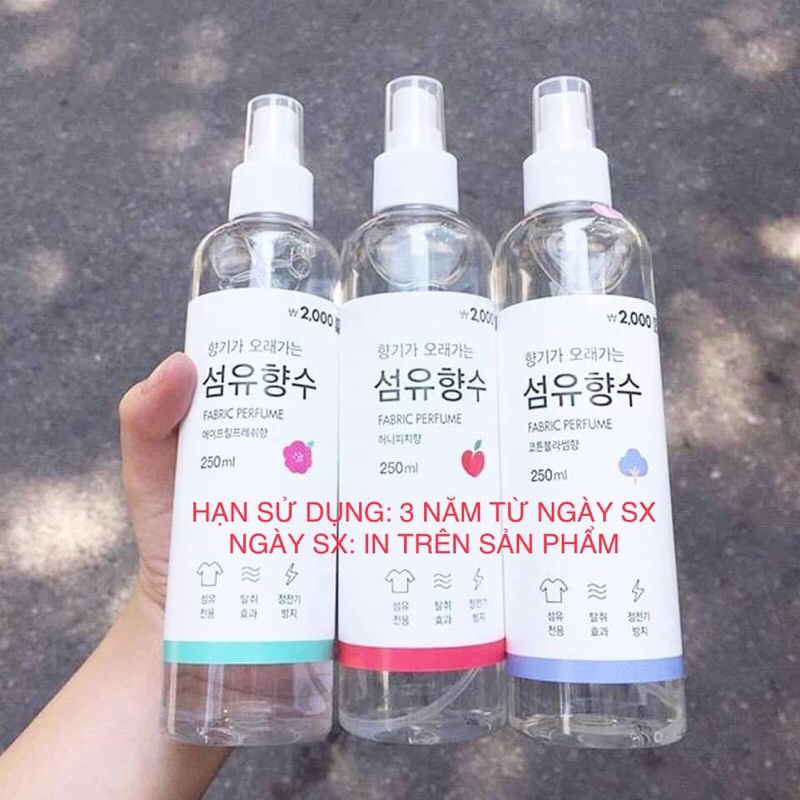 ₩2,000
향기가 오래가는
섬유향수
FABRIC PERFUME
에이프릴프레쉬향
250ml
섬유
전용
탈취
효과
정전기
방지
₩2,000
향기가 오래가는
섬유향수
FABRIC PERFUME
허니피치향
250ml
섬유
전용
탈취
효과
정전기
방지
₩2,000
향기가 오래가는
섬유향수
FABRIC PERFUME
코튼블라썸향
250ml
섬유
전용
탈취
효과
정전기
방지
HẠN SỬ DỤNG: 3 NĂM TỪ NGÀY SX
NGÀY SX: IN TRÊN SẢN PHẨM